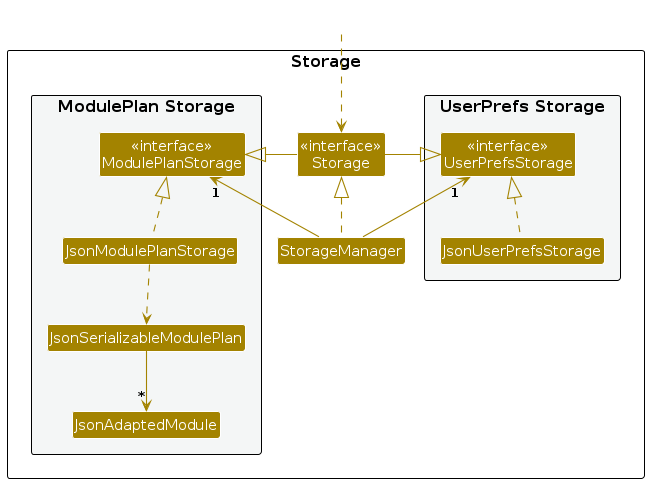 Storage
ModulePlan Storage
UserPrefs Storage
«interface»
ModulePlanStorage
«interface»
Storage
«interface»
UserPrefsStorage
1
1
JsonModulePlanStorage
StorageManager
JsonUserPrefsStorage
JsonSerializableModulePlan
*
JsonAdaptedModule